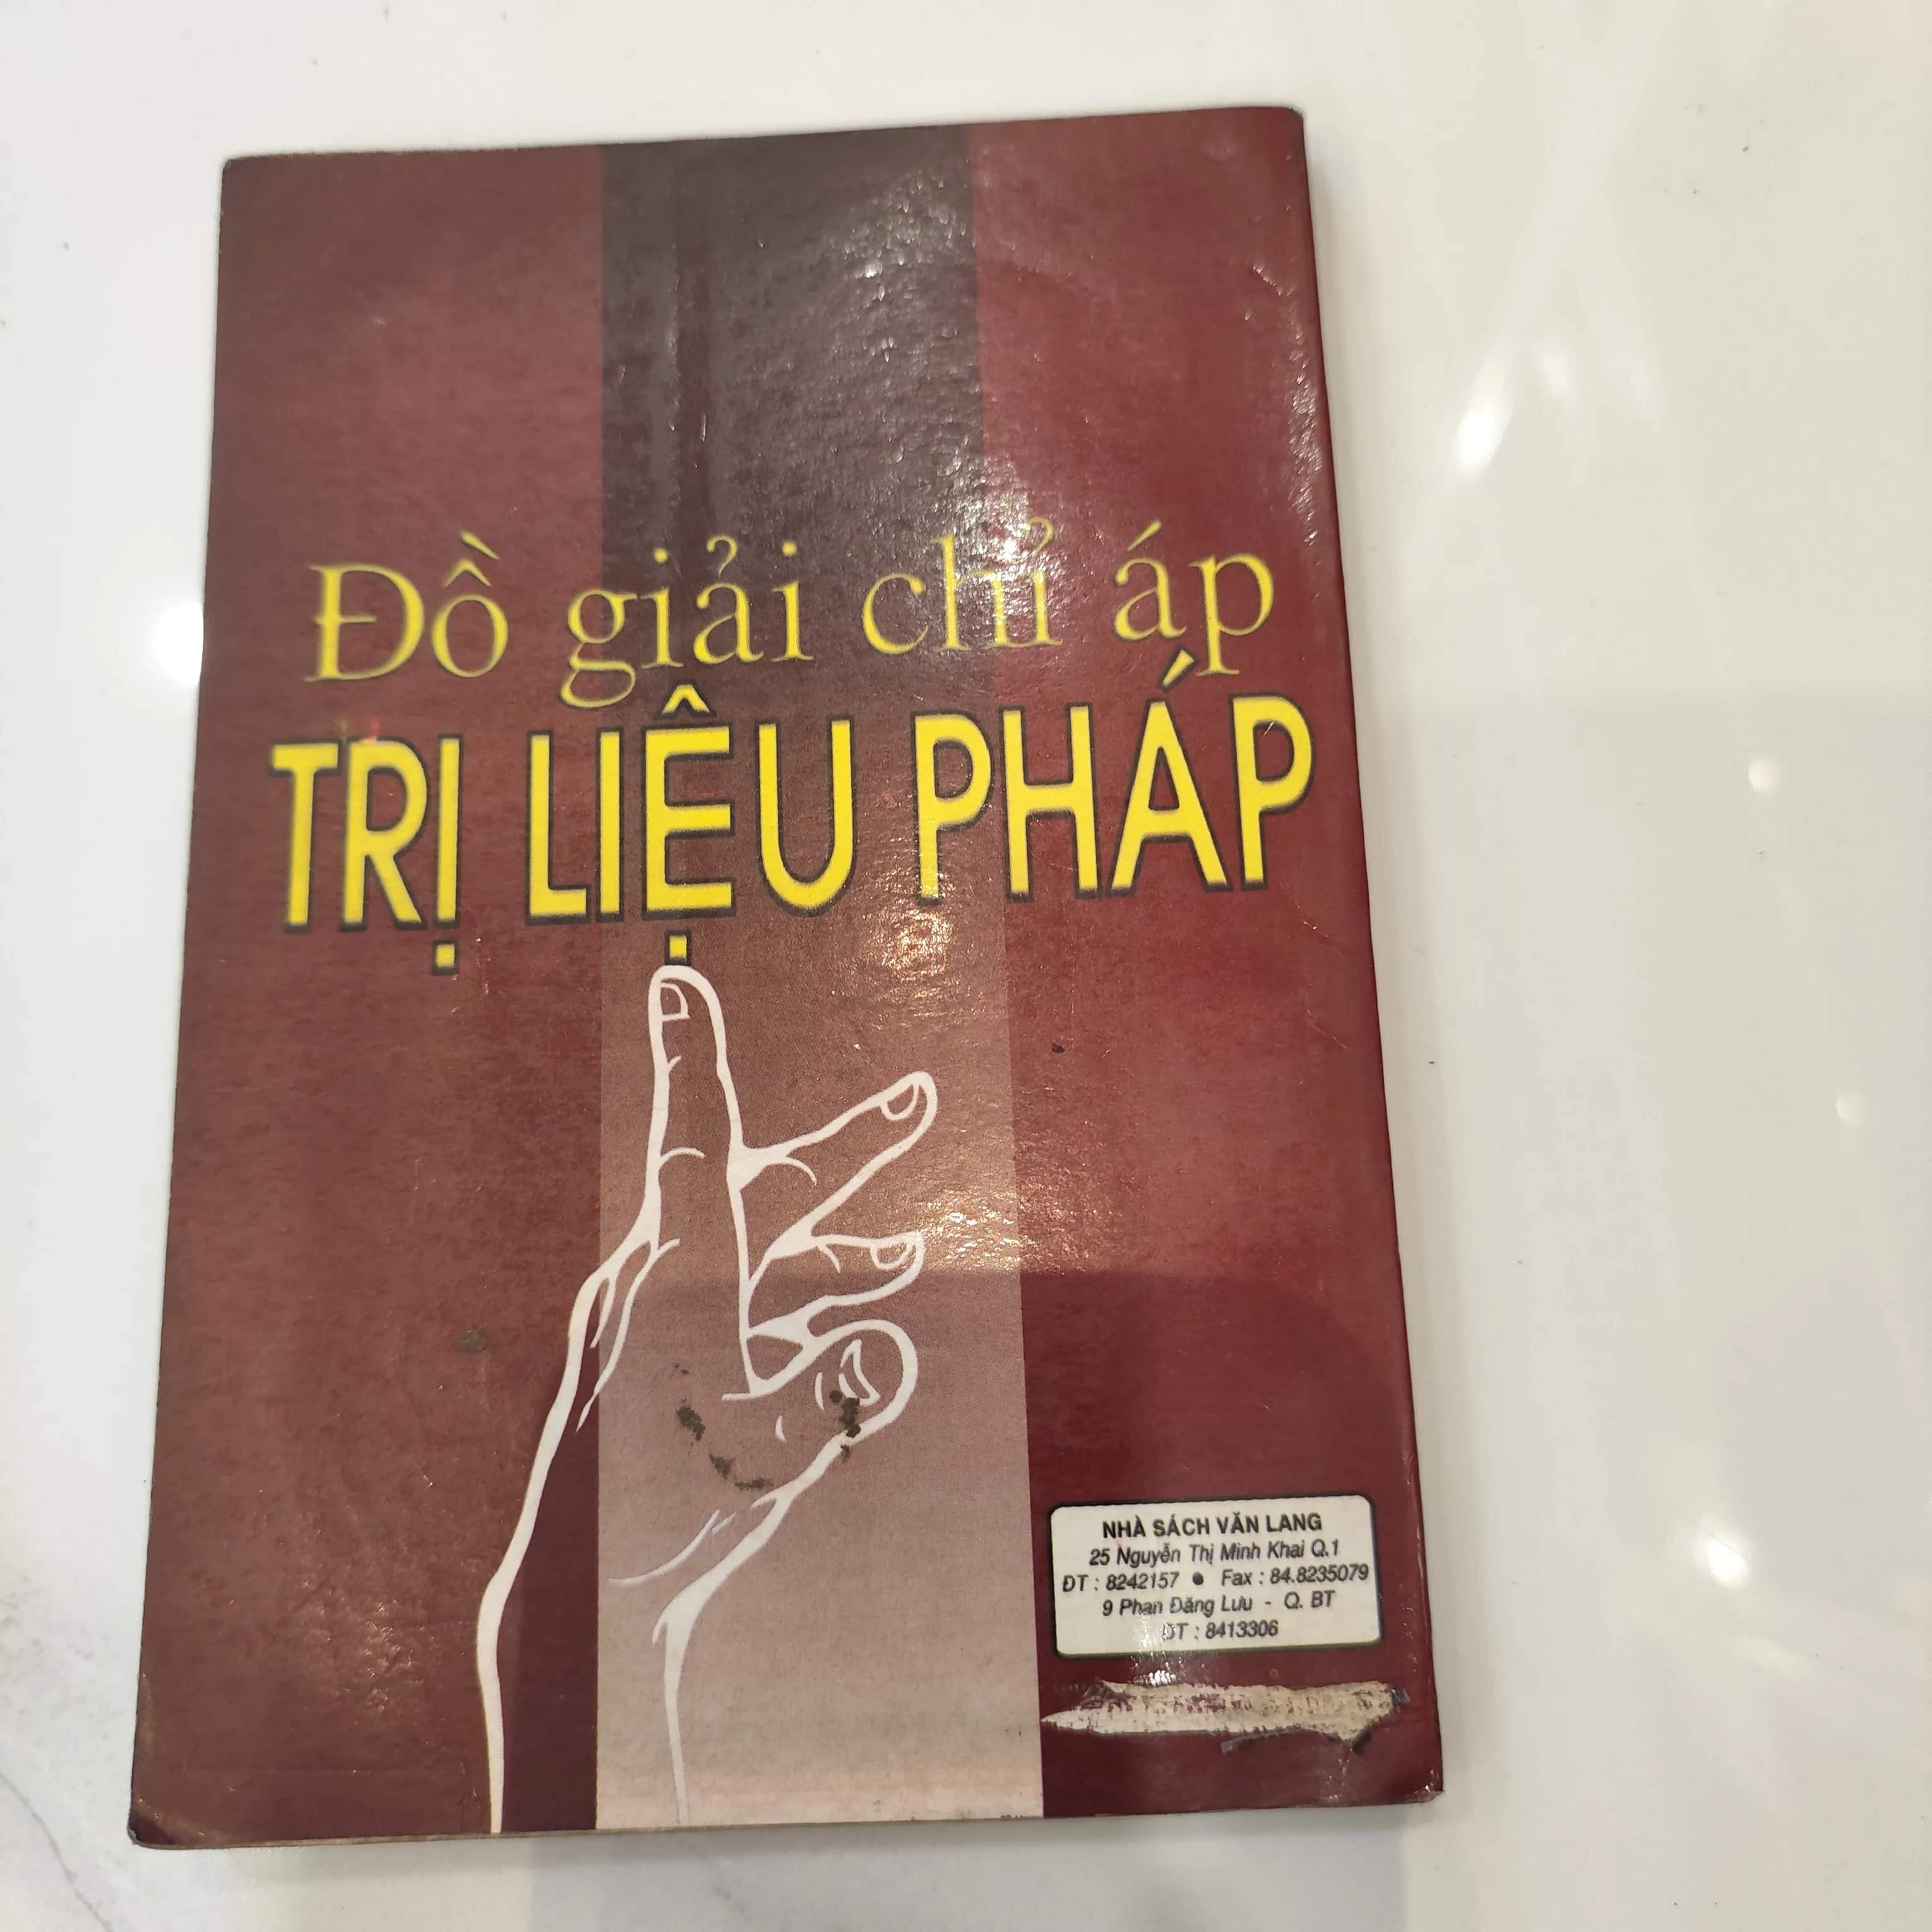 Đồ giải chỉ áp
TRỊ LIỆU PHÁP
NHÀ SÁCH VĂN LANG
25 Nguyễn Thị Minh Khai Q.1
ĐT : 8242157 ● Fax : 84.8235079
9 Phan Đăng Lưu - Q. BT
ĐT : 8413306